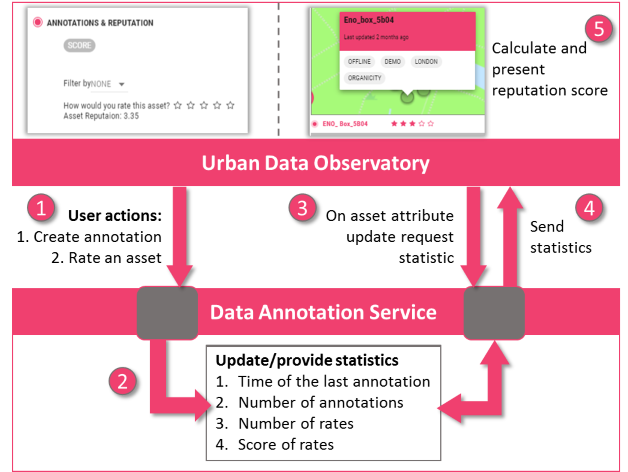 ANNOTATIONS & REPUTATION
SCORE
Filter by NONE
How would you rate this asset?
Asset Reputaion: 3.35
Eno_box_5b04
Last updated 2 months ago
OFFLINE DEMO LONDON
ORGANICITY
ENO_ Box_5B04
5
Calculate and
present
reputation score
Urban Data Observatory
1
User actions:
1. Create annotation
2. Rate an asset
3
On asset attribute
update request
statistic
4
Send
statistics
Data Annotation Service
2
Update/provide statistics
1. Time of the last annotation
2. Number of annotations
3. Number of rates
4. Score of rates